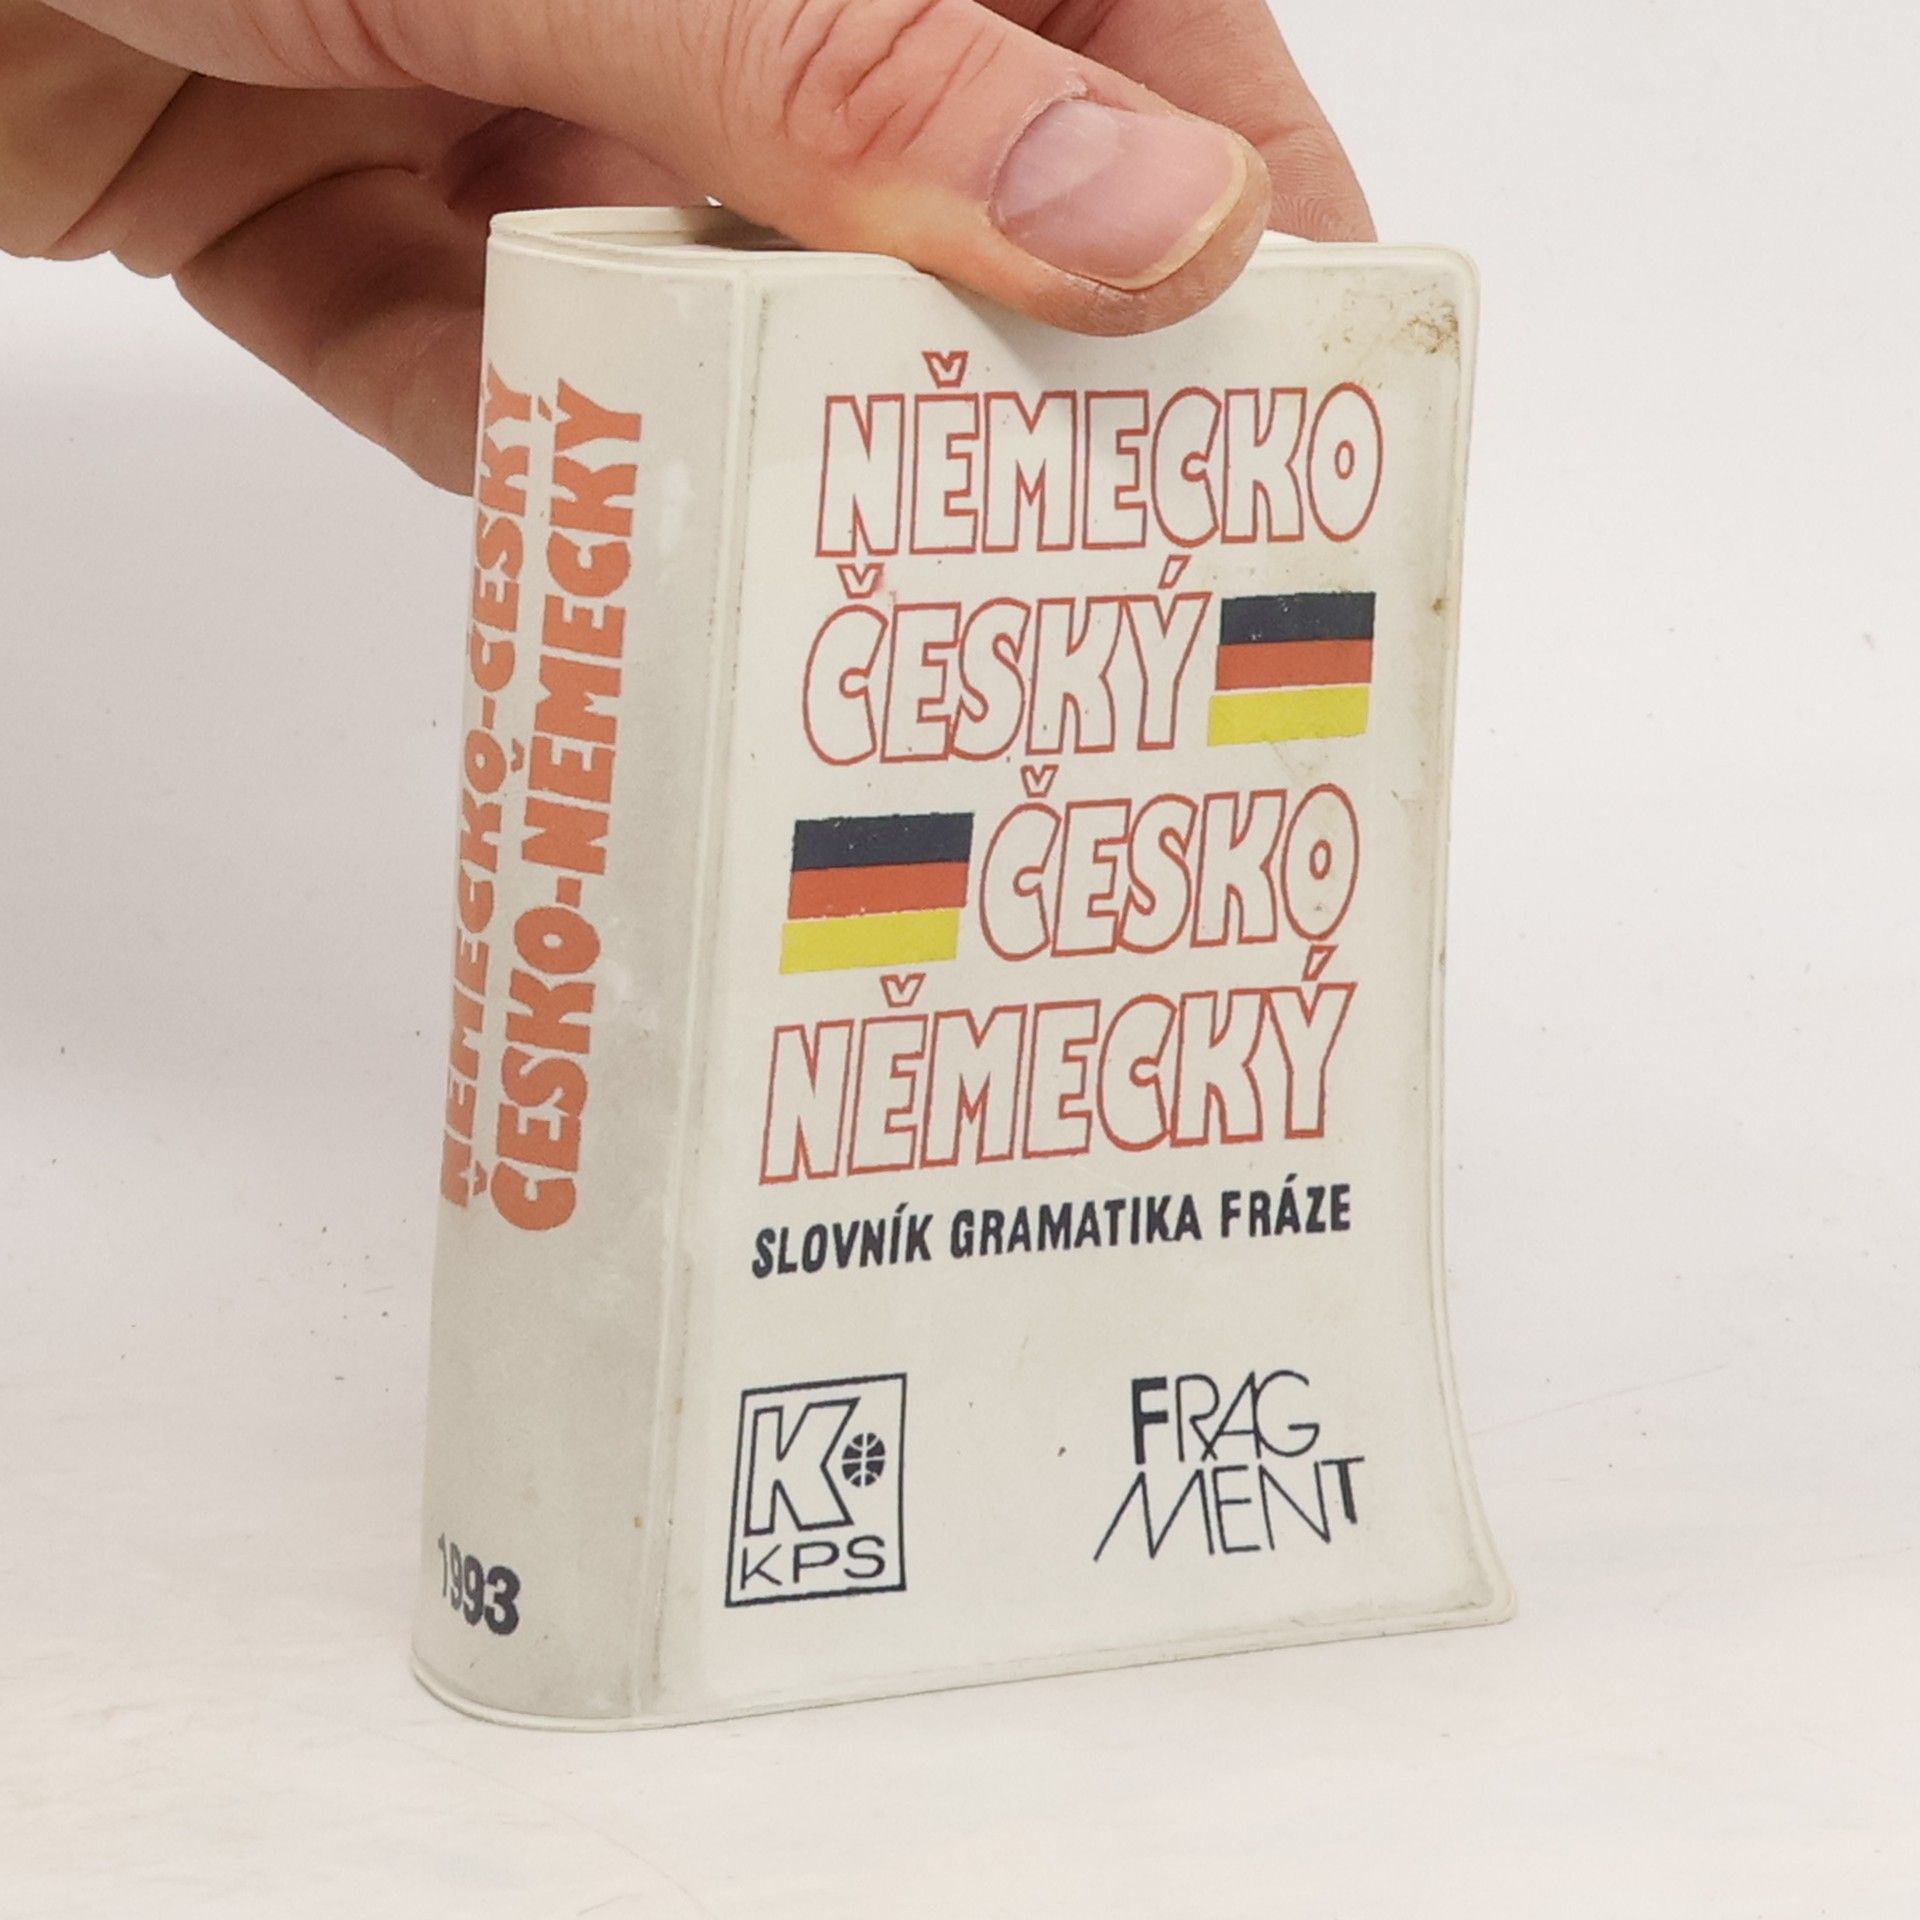 NĚMECKO-ČESKÝ
ČESKO-NĚMECKÝ
1993
NĚMECKO
ČESKÝ
ČESKO
NĚMECKÝ
SLOVNÍK GRAMATIKA FRÁZE
K
KPS
FRAG
MENT